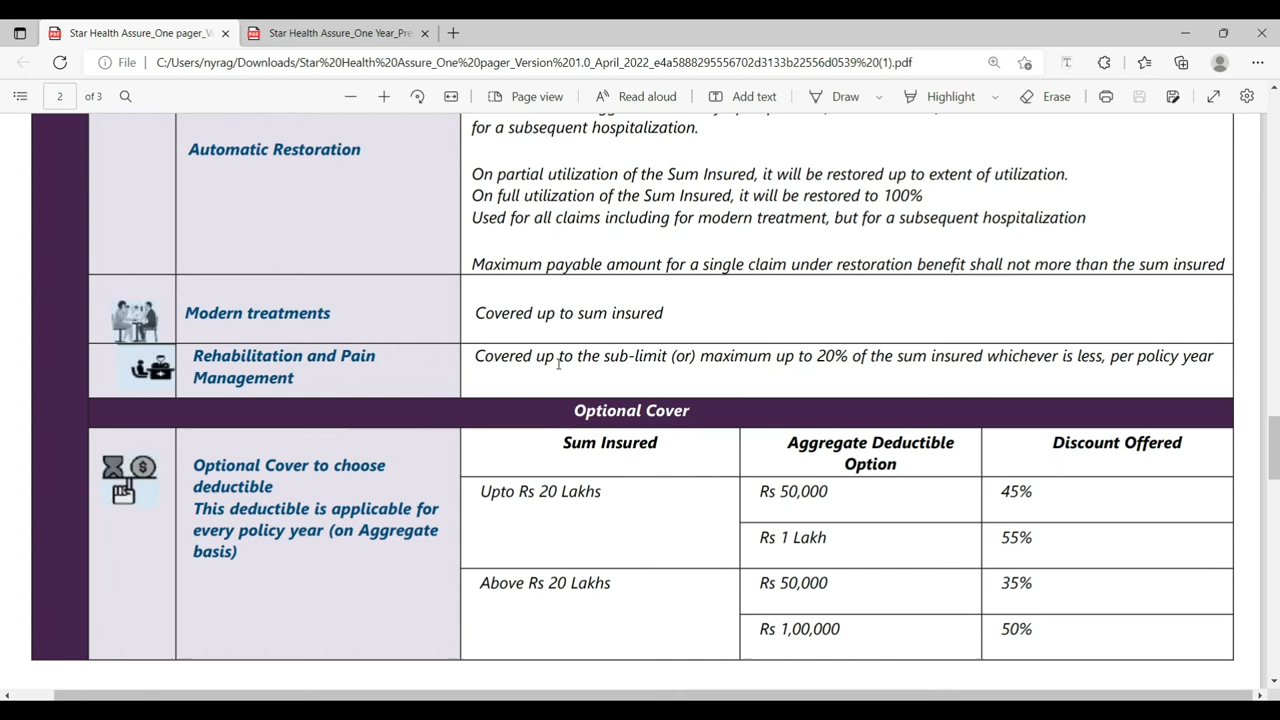 Star Health Assure_One pager_V
Star Health Assure_One Year_Pre
File
C:/Users/nyrag/Downloads/Star%20Health%20Assure_One%20pager_Version%201.0_April_2022_e4a5888295556702d3133b22556d0539%20(1).pdf
2 of 3
Page view
Read aloud
Add text
Draw
Highlight
Erase
for a subsequent hospitalization.
Automatic Restoration
On partial utilization of the Sum Insured, it will be restored up to extent of utilization.
On full utilization of the Sum Insured, it will be restored to 100%
Used for all claims including for modern treatment, but for a subsequent hospitalization
Maximum payable amount for a single claim under restoration benefit shall not more than the sum insured
Modern treatments
Covered up to sum insured
Rehabilitation and Pain
Management
Covered up to the sub-limit (or) maximum up to 20% of the sum insured whichever is less, per policy year
Optional Cover
Optional Cover to choose
deductible
This deductible is applicable for
every policy year (on Aggregate
basis)
Sum Insured
Aggregate Deductible
Option
Discount Offered
Upto Rs 20 Lakhs
Rs 50,000
45%
Rs 1 Lakh
55%
Above Rs 20 Lakhs
Rs 50,000
35%
Rs 1,00,000
50%